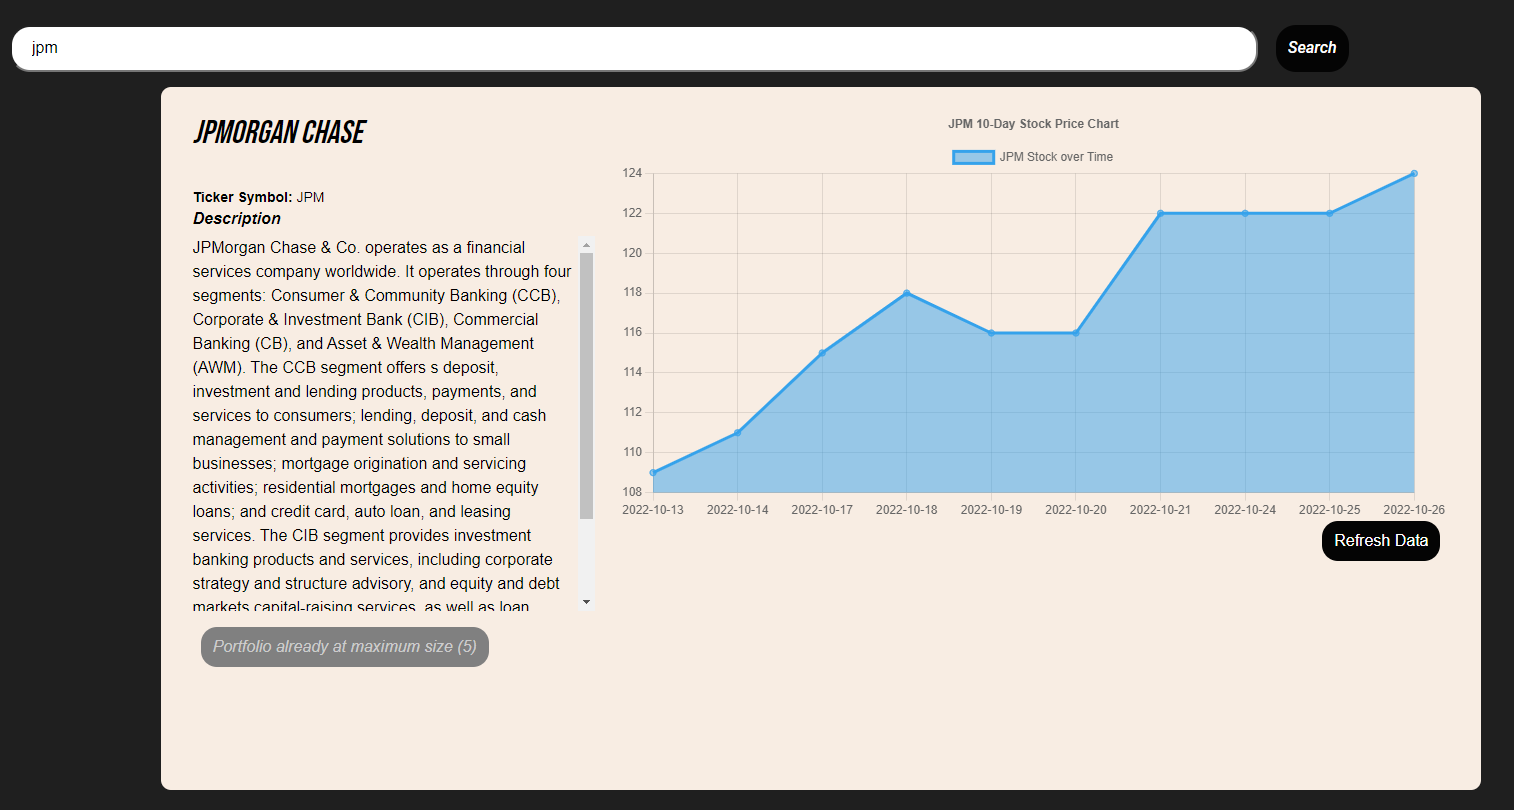 jpm
Search
JPMORGAN CHASE
Ticker Symbol: JPM
Description
JPMorgan Chase & Co. operates as a financial
services company worldwide. It operates through four
segments: Consumer & Community Banking (CCB),
Corporate & Investment Bank (CIB), Commercial
Banking (CB), and Asset & Wealth Management
(AWM). The CCB segment offers s deposit,
investment and lending products, payments, and
services to consumers; lending, deposit, and cash
management and payment solutions to small
businesses; mortgage origination and servicing
activities; residential mortgages and home equity
loans; and credit card, auto loan, and leasing
services. The CIB segment provides investment
banking products and services, including corporate
strategy and structure advisory, and equity and debt
markets capital-raising services, as well as loan
Portfolio already at maximum size (5)
JPM 10-Day Stock Price Chart
JPM Stock over Time
124
122
120
118
116
114
112
110
108
2022-10-13 2022-10-14 2022-10-17 2022-10-18 2022-10-19 2022-10-20 2022-10-21 2022-10-24 2022-10-25 2022-10-26
Refresh Data